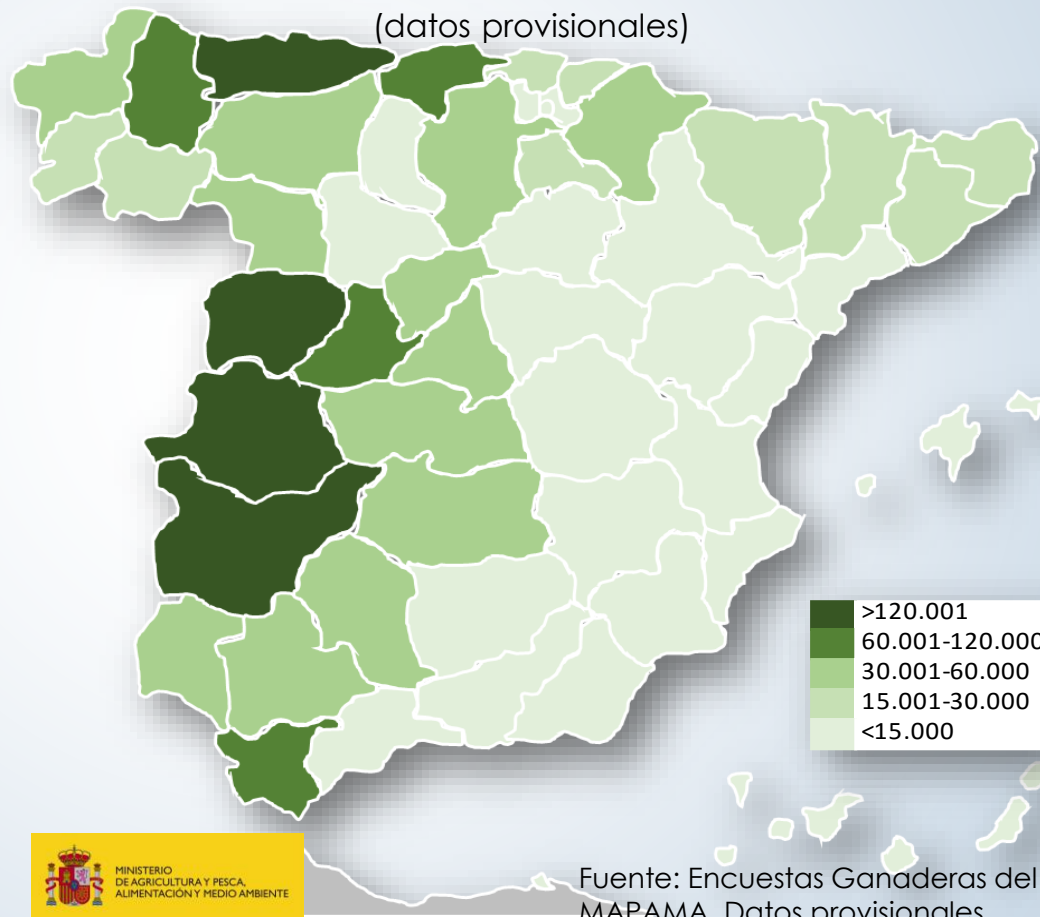 (datos provisionales)
>120.001
60.001-120.000
30.001-60.000
15.001-30.000
<15.000
MINISTERIO
DE AGRICULTURA Y PESCA,
ALIMENTACIÓN Y MEDIO AMBIENTE
Fuente: Encuestas Ganaderas del
MAPAMA. Datos provisionales